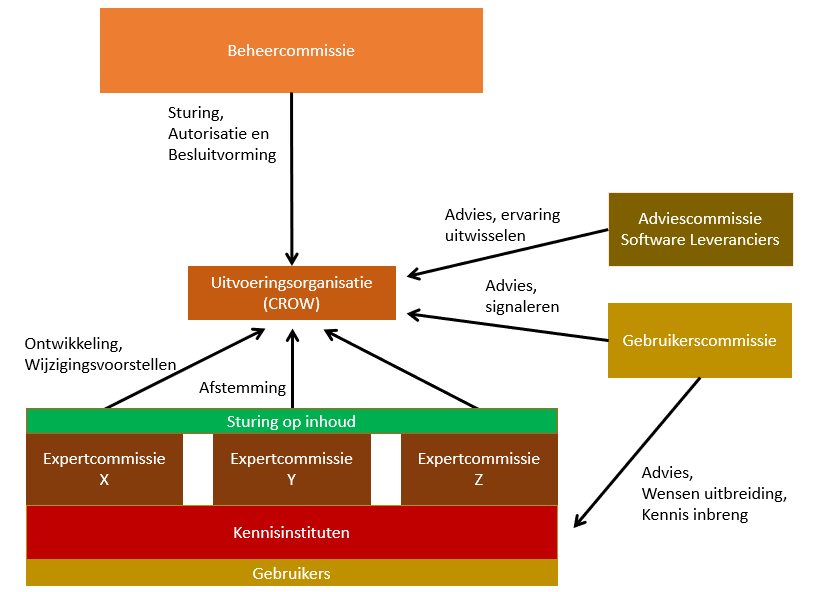 Beheercommissie
Sturing,
Autorisatie en
Besluitvorming
Advies, ervaring
uitwisselen
Adviescommissie
Software Leveranciers
Uitvoeringsorganisatie
(CROW)
Advies,
signaleren
Gebruikerscommissie
Ontwikkeling,
Wijzigingsvoorstellen
Afstemming
Sturing op inhoud
Expertcommissie
X
Expertcommissie
Y
Expertcommissie
Z
Advies,
Wensen uitbreiding,
Kennis inbreng
Kennisinstituten
Gebruikers